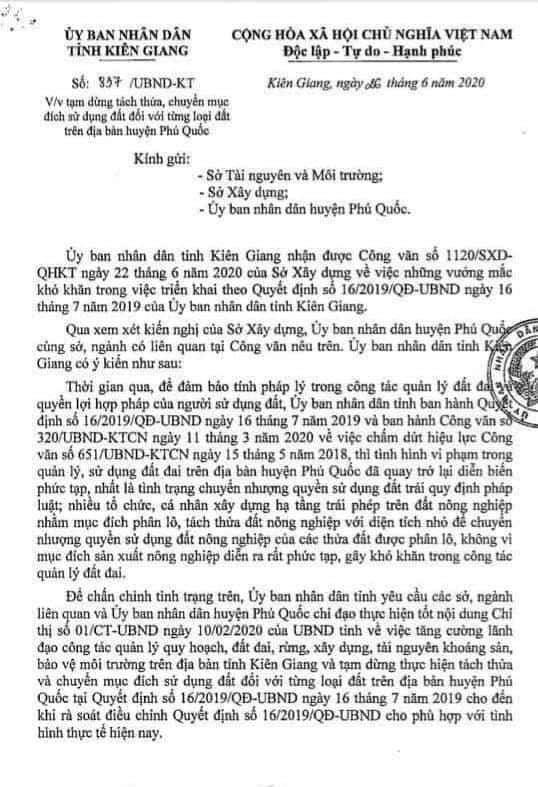 ỦY BAN NHÂN DÂN
TỈNH KIÊN GIANG
CỘNG HÒA XÃ HỘI CHỦ NGHĨA VIỆT NAM
Độc lập - Tự do - Hạnh phúc
Số: 837 /UBND-KT
Kiên Giang, ngày 26 tháng 6 năm 2020
V/v tạm dừng tách thửa, chuyển mục
đích sử dụng đất đối với từng loại đất
trên địa bàn huyện Phú Quốc
Kính gửi:
- Sở Tài nguyên và Môi trường;
- Sở Xây dựng;
- Ủy ban nhân dân huyện Phú Quốc.
Ủy ban nhân dân tỉnh Kiên Giang nhận được Công văn số 1120/SXD-
QHKT ngày 22 tháng 6 năm 2020 của Sở Xây dựng về việc những vướng mắc
khó khăn trong việc triển khai theo Quyết định số 16/2019/QĐ-UBND ngày 16
tháng 7 năm 2019 của Ủy ban nhân dân tỉnh Kiên Giang.
Qua xem xét kiến nghị của Sở Xây dựng, Ủy ban nhân dân huyện Phú Quốc
cùng sở, ngành có liên quan tại Công văn nêu trên. Ủy ban nhân dân tỉnh Kiên
Giang có ý kiến như sau:
Thời gian qua, để đảm bảo tính pháp lý trong công tác quản lý đất đai và
quyền lợi hợp pháp của người sử dụng đất, Ủy ban nhân dân tỉnh ban hành Quyết
định số 16/2019/QĐ-UBND ngày 16 tháng 7 năm 2019 và ban hành Công văn số
320/UBND-KTCN ngày 11 tháng 3 năm 2020 về việc chấm dứt hiệu lực Công
văn số 651/UBND-KTCN ngày 15 tháng 5 năm 2018, thì tình hình vi phạm trong
quản lý, sử dụng đất đai trên địa bàn huyện Phú Quốc đã quay trở lại diễn biến
phức tạp, nhất là tình trạng chuyển nhượng quyền sử dụng đất trái quy định pháp
luật; nhiều tổ chức, cá nhân xây dựng hạ tầng trái phép trên đất nông nghiệp
nhằm mục đích phân lô, tách thửa đất nông nghiệp với diện tích nhỏ để chuyển
nhượng quyền sử dụng đất nông nghiệp của các thửa đất được phân lô, không vì
mục đích sản xuất nông nghiệp diễn ra rất phức tạp, gây khó khăn trong công tác
quản lý đất đai.
Để chấn chỉnh tình trạng trên, Ủy ban nhân dân tỉnh yêu cầu các sở, ngành
liên quan và Ủy ban nhân dân huyện Phú Quốc chỉ đạo thực hiện tốt nội dung Chỉ
thị số 01/CT-UBND ngày 10/02/2020 của UBND tỉnh về việc tăng cường lãnh
đạo công tác quản lý quy hoạch, đất đai, rừng, xây dựng, tài nguyên khoáng sản,
bảo vệ môi trường trên địa bàn tỉnh Kiên Giang và tạm dừng thực hiện tách thửa
và chuyển mục đích sử dụng đất đối với từng loại đất trên địa bàn huyện Phú
Quốc tại Quyết định số 16/2019/QĐ-UBND ngày 16 tháng 7 năm 2019 cho đến
khi rà soát điều chỉnh Quyết định số 16/2019/QĐ-UBND cho phù hợp với tình
hình thực tế hiện nay.